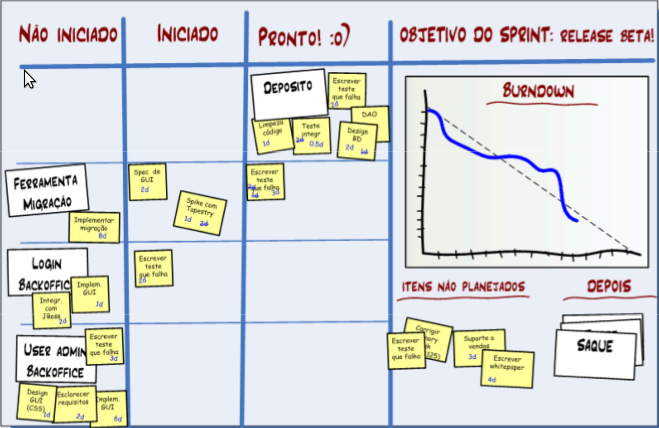 NÃO INICIADO
INICIADO
PRONTO! :o)
OBJETIVO DO SPRINT: RELEASE BETA!
DEPOSITO
Escrever
teste
que falha
2d
DAO
Limpeza
código
1d
Teste
integr
2d 0.5d
Design
BD
2d 1d
BURNDOWN
FERRAMENTA
MIGRAÇÃO
Implementar
migração
8d
Spec. de
GUI
2d
Spike com
Tapestry
1d 2d
Escrever
teste
que falha
2d
1d 3d
LOGIN
BACKOFFIC
Implem.
GUI
1d
Integr.
com
JBoss
2d
Escrever
teste
que falha
2d
USER ADMIN
BACKOFFICE
Escrever
teste
que falha
3d
Design
GUI
(CSS)
1d
Esclarecer
requisitos
2d
Implem.
GUI
6d
ITENS NÃO PLANEJADOS
DEPOIS
Escrever
teste
que falha
Corrigir
(25)
Suporte a
vendas
3d
Escrever
whitepaper
4d
SAQUE